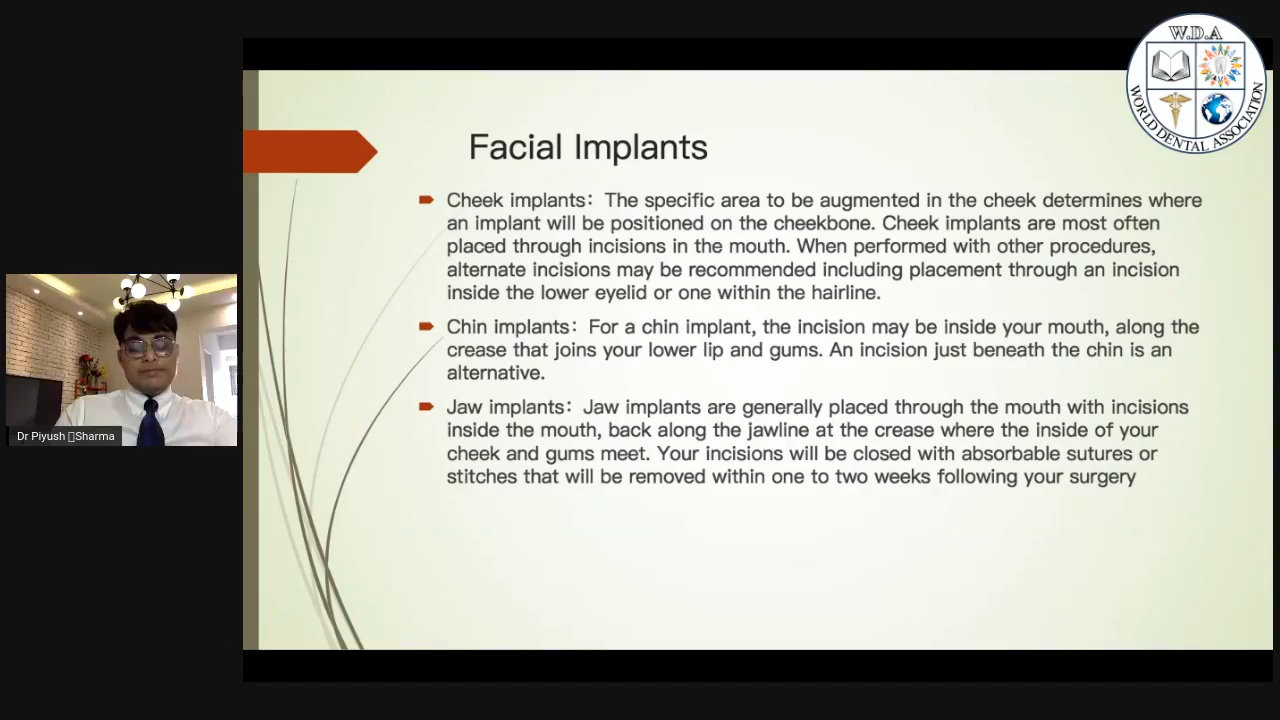 W.D.A
WORLD DENTAL ASSOCIATION
Facial Implants
Cheek implants: The specific area to be augmented in the cheek determines where
an implant will be positioned on the cheekbone. Cheek implants are most often
placed through incisions in the mouth. When performed with other procedures,
alternate incisions may be recommended including placement through an incision
inside the lower eyelid or one within the hairline.
Chin implants: For a chin implant, the incision may be inside your mouth, along the
crease that joins your lower lip and gums. An incision just beneath the chin is an
alternative.
Jaw implants: Jaw implants are generally placed through the mouth with incisions
inside the mouth, back along the jawline at the crease where the inside of your
cheek and gums meet. Your incisions will be closed with absorbable sutures or
stitches that will be removed within one to two weeks following your surgery
Dr Piyush Sharma